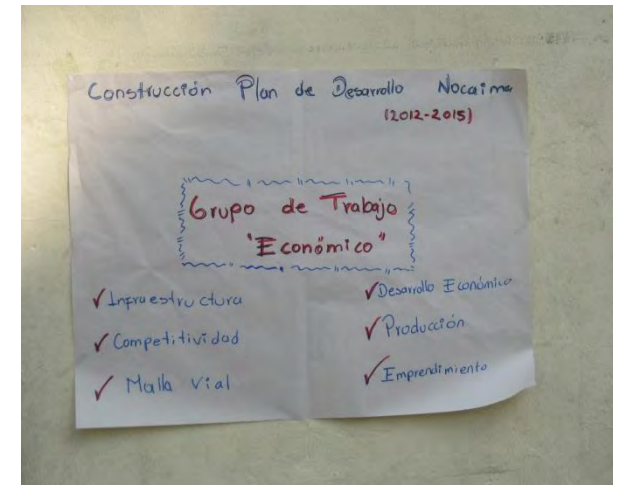 Construcción Plan de Desarrollo Nocaima
(2012-2015)
Grupo de Trabajo
"Económico"
✓ Infraestructura
✓ Competitividad
✓ Malla Vial
✓ Desarrollo Económico
✓ Producción
✓ Emprendimiento